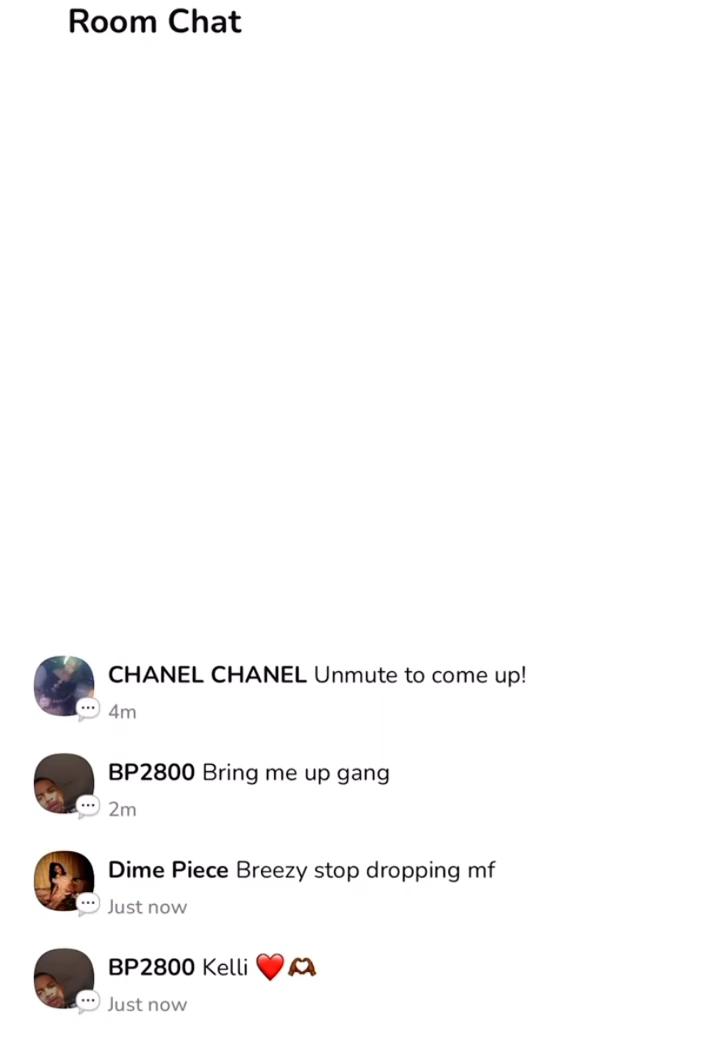 Room Chat
CHANEL CHANEL Unmute to come up!
4m
BP2800 Bring me up gang
2m
Dime Piece Breezy stop dropping mf
Just now
BP2800 Kelli ❤️🫶🏾
Just now